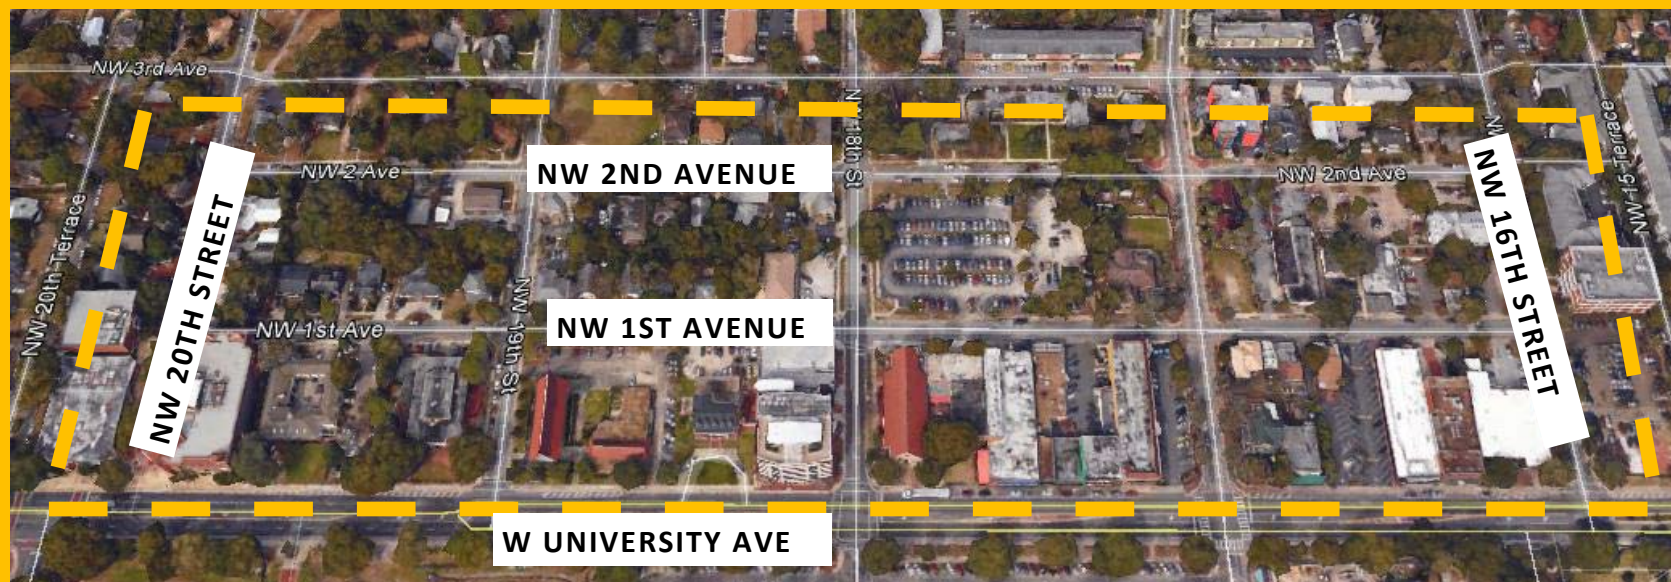 NW 3rd Ave
NW 18th St
NW 15 Terrace
NW
NW 2 Ave
NW 2ND AVENUE
NW 2nd Ave
NW 20th Terrace
NW 20TH STREET
NW 16TH STREET
NW 19th St
NW 1st Ave
NW 1ST AVENUE
W UNIVERSITY AVE